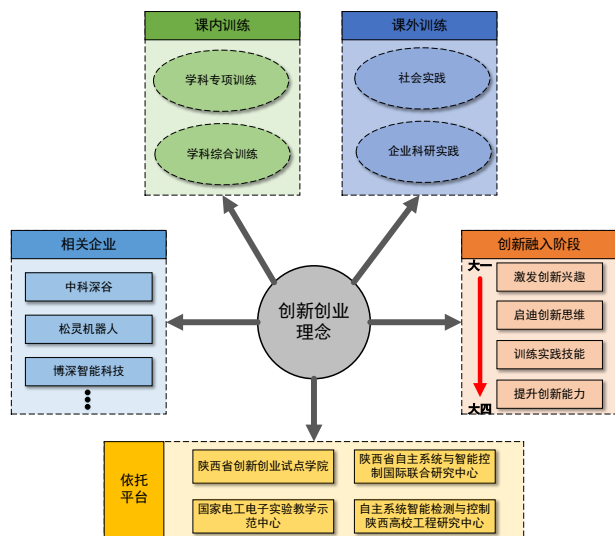 课内训练
学科专项训练
学科综合训练
课外训练
社会实践
企业科研实践
相关企业
中科深谷
松灵机器人
博深智能科技
创新创业
理念
创新融入阶段
大一
激发创新兴趣
启迪创新思维
训练实践技能
提升创新能力
大四
依托
平台
陕西省创新创业试点学院
陕西省自主系统与智能控
制国际联合研究中心
国家电工电子实验教学示
范中心
自主系统智能检测与控制
陕西高校工程研究中心